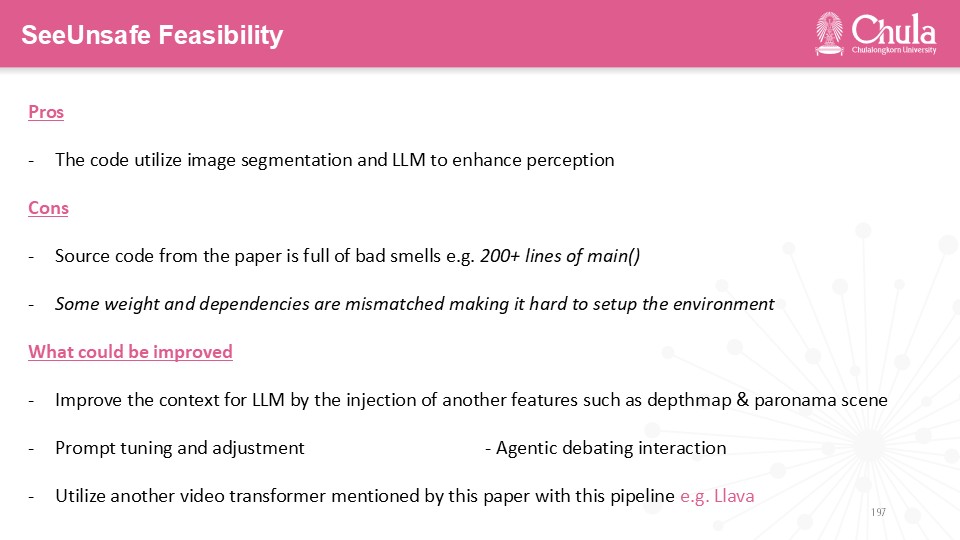 SeeUnsafe Feasibility
Chula
Chulalongkorn University
Pros
- The code utilize image segmentation and LLM to enhance perception
Cons
- Source code from the paper is full of bad smells e.g. 200+ lines of main()
- Some weight and dependencies are mismatched making it hard to setup the environment
What could be improved
- Improve the context for LLM by the injection of another features such as depthmap & paronama scene
- Prompt tuning and adjustment - Agentic debating interaction
- Utilize another video transformer mentioned by this paper with this pipeline e.g. Llava
197